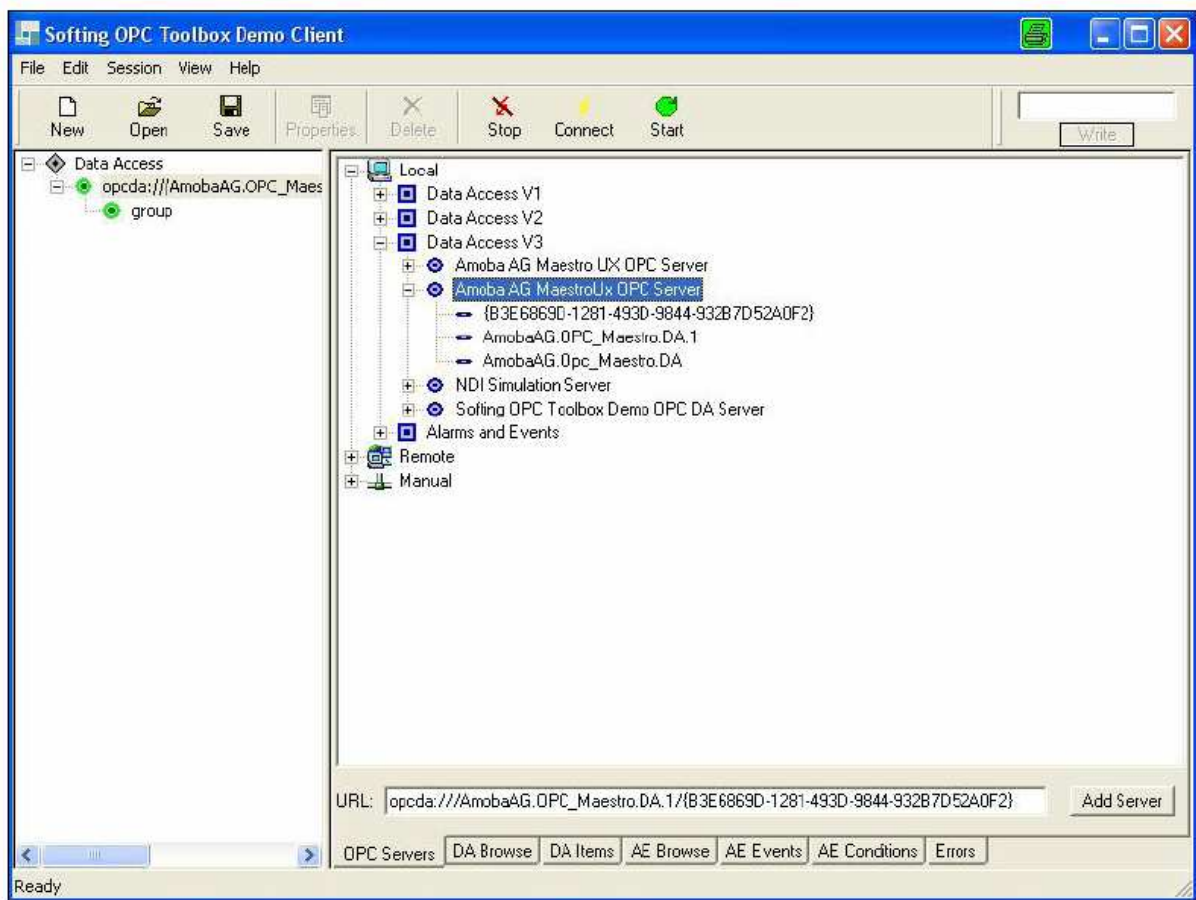 Softing OPC Toolbox Demo Client
File Edit Session View Help
New Open Save Properties Delete Stop Connect Start Write
Data Access
opcda:///AmobaAG.OPC_Maes
group
Local
Data Access V1
Data Access V2
Data Access V3
Amoba AG Maestro UX OPC Server
Amoba AG MaestroUx OPC Server
{B3E6869D-1281-493D-9844-932B7D52A0F2}
AmobaAG.OPC_Maestro.DA.1
AmobaAG.Opc_Maestro.DA
NDI Simulation Server
Softing OPC Toolbox Demo OPC DA Server
Alarms and Events
Remote
Manual
URL: opcda:///AmobaAG.OPC_Maestro.DA.1/{B3E6869D-1281-493D-9844-932B7D52A0F2} Add Server
OPC Servers DA Browse DA Items AE Browse AE Events AE Conditions Errors
Ready